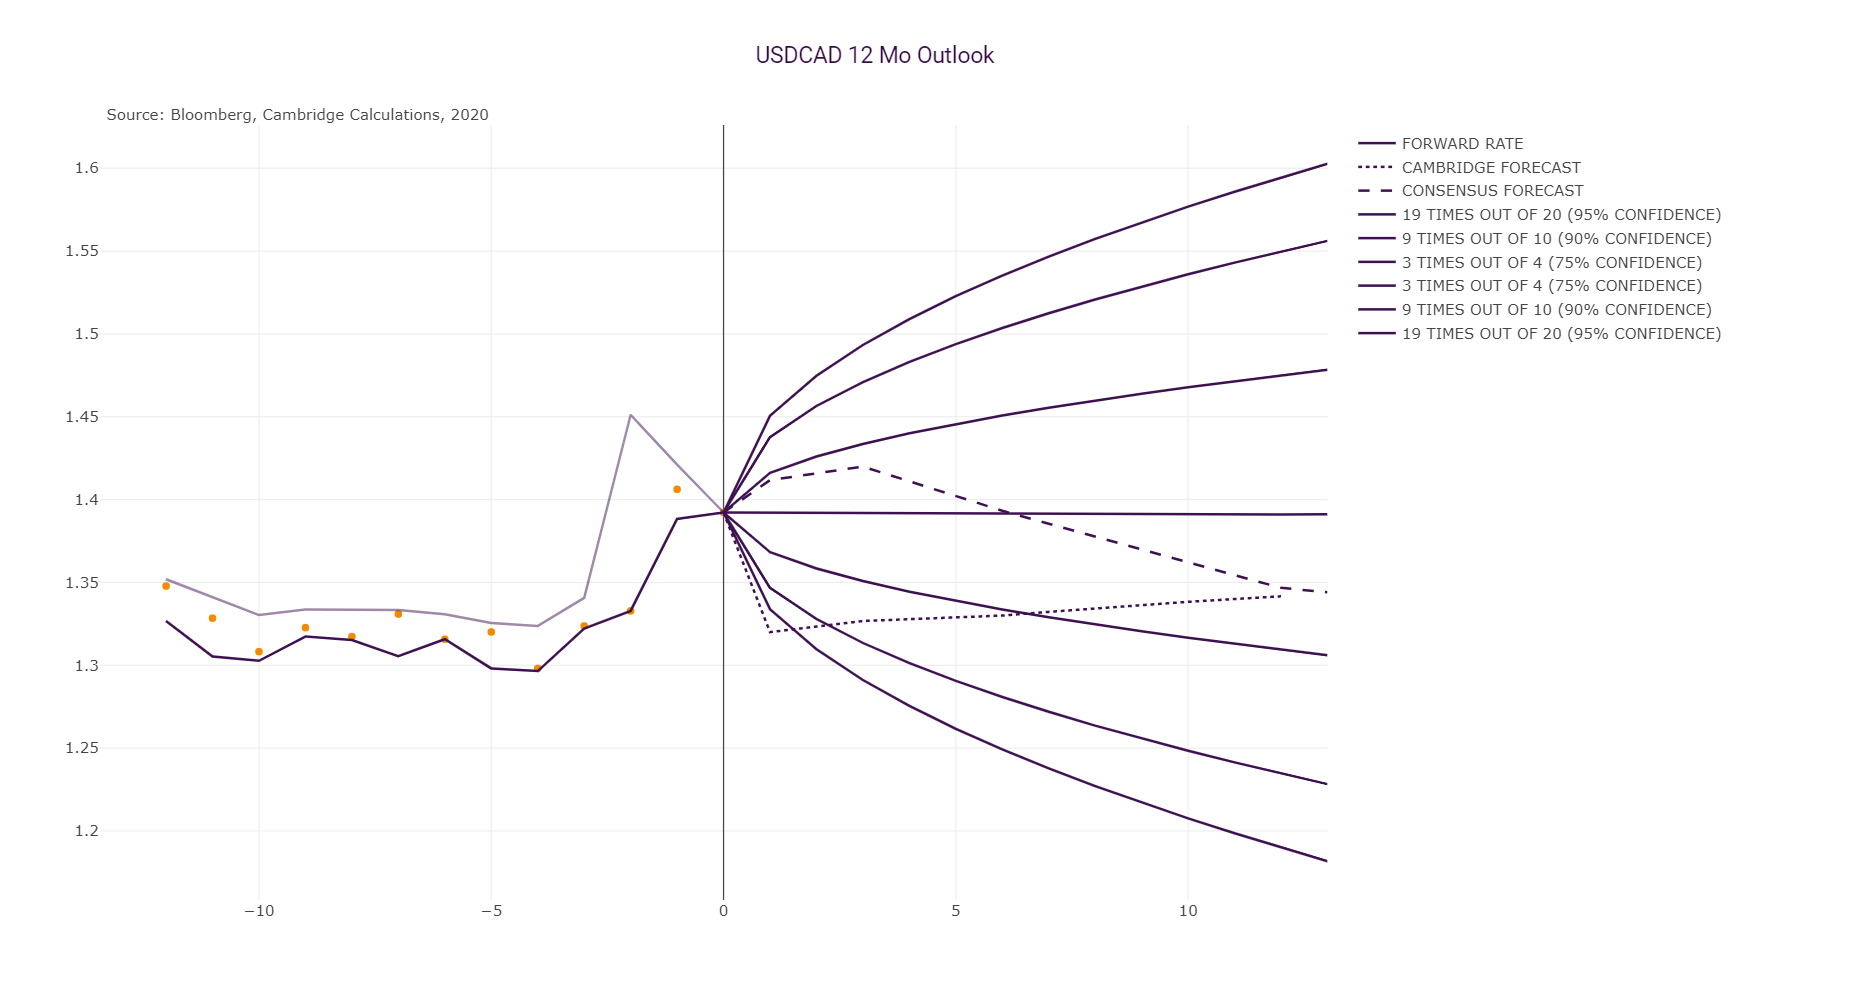 USDCAD 12 Mo Outlook
Source: Bloomberg, Cambridge Calculations, 2020
1.6
1.55
1.5
1.45
1.4
1.35
1.3
1.25
1.2
−10
−5
0
5
10
FORWARD RATE
CAMBRIDGE FORECAST
CONSENSUS FORECAST
19 TIMES OUT OF 20 (95% CONFIDENCE)
9 TIMES OUT OF 10 (90% CONFIDENCE)
3 TIMES OUT OF 4 (75% CONFIDENCE)
3 TIMES OUT OF 4 (75% CONFIDENCE)
9 TIMES OUT OF 10 (90% CONFIDENCE)
19 TIMES OUT OF 20 (95% CONFIDENCE)